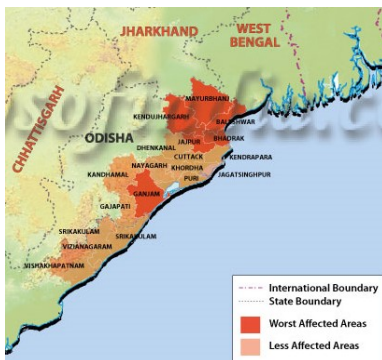 JHARKHAND
WEST
BENGAL
CHHATTISGARH
MAYURBHANJ
KENDUJHARGARH
BALESHWAR
ODISHA
BHADRAK
JAJPUR
DHENKANAL
CUTTACK
KENDRAPARA
NAYAGARH
KHORDHA
JAGATSINGHPUR
KANDHAMAL
PURI
GANJAM
GAJAPATI
SRIKAKULAM
SRIKAKULAM
VIZIANAGARAM
VISHAKHAPATNAM
International Boundary
State Boundary
Worst Affected Areas
Less Affected Areas